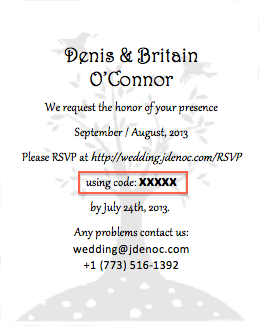 Denis & Britain
O'Connor
We request the honor of your presence
September / August, 2013
Please RSVP at http://wedding.jdenoc.com/RSVP
using code: XXXXX
by July 24th, 2013.
Any problems contact us:
wedding@jdenoc.com
+1 (773) 516-1392